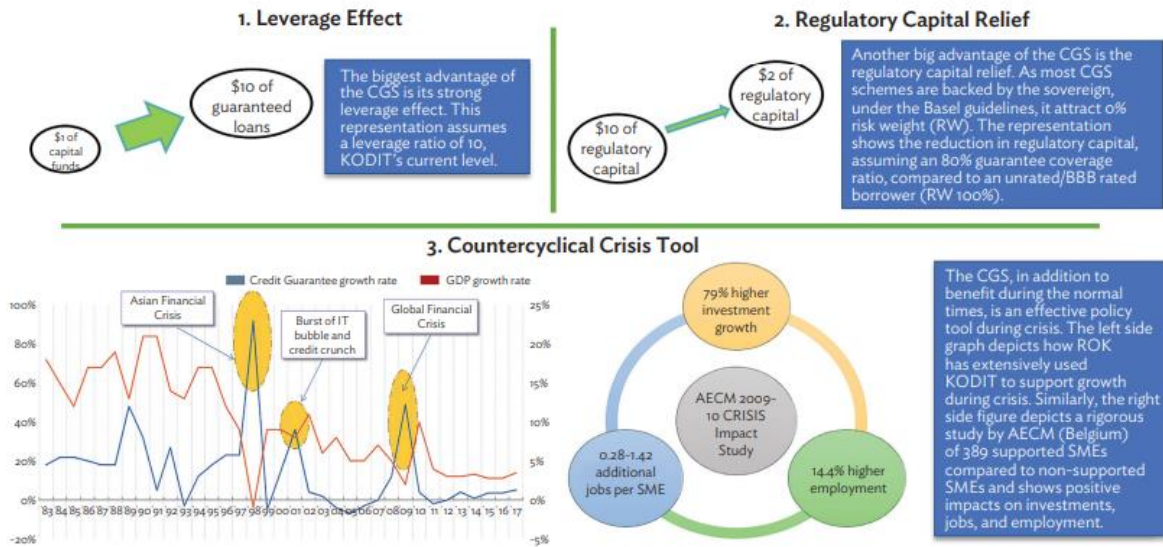 1. Leverage Effect
$1 of
capital
funds
$10 of
guaranteed
loans
The biggest advantage of
the CGS is its strong
leverage effect. This
representation assumes
a leverage ratio of 10,
KODIT's current level.
2. Regulatory Capital Relief
$10 of
regulatory
capital
$2 of
regulatory
capital
Another big advantage of the CGS is the
regulatory capital relief. As most CGS
schemes are backed by the sovereign,
under the Basel guidelines, it attract 0%
risk weight (RW). The representation
shows the reduction in regulatory capital,
assuming an 80% guarantee coverage
ratio, compared to an unrated/BBB rated
borrower (RW 100%).
3. Countercyclical Crisis Tool
Credit Guarantee growth rate
GDP growth rate
Asian Financial
Crisis
Burst of IT
bubble and
credit crunch
Global Financial
Crisis
100%
80%
60%
40%
20%
0%
-20%
25%
20%
15%
10%
5%
0%
-5%
'83 '84 '85 '86 '87 '88 '89 '90 '91 '92 '93 '94 '95 '96 '97 '98 '99 '00 '01 '02 '03 '04 '05 '06 '07 '08 '09 '10 '11 '12 '13 '14 '15 '16 '17
79% higher
investment
growth
AECM 2009-
10 CRISIS
Impact
Study
0.28-1.42
additional
jobs per SME
14.4% higher
employment
The CGS, in addition to
benefit during the normal
times, is an effective policy
tool during crisis. The left side
graph depicts how ROK
has extensively used
KODIT to support growth
during crisis. Similarly, the right
side figure depicts a rigorous
study by AECM (Belgium)
of 389 supported SMEs
compared to non-supported
SMEs and shows positive
impacts on investments,
jobs, and employment.